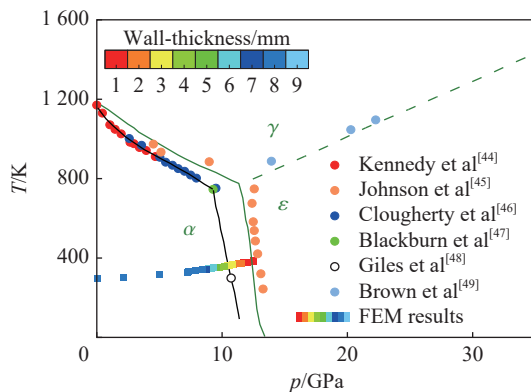 1 600
Wall-thickness/mm
1 2 3 4 5 6 7 8 9
1 200
γ
Kennedy et al[44]
Johnson et al[45]
T/K
800
ε
Clougherty et al[46]
α
Blackburn et al[47]
400
Giles et al[48]
Brown et al[49]
FEM results
0
10
20
30
p/GPa